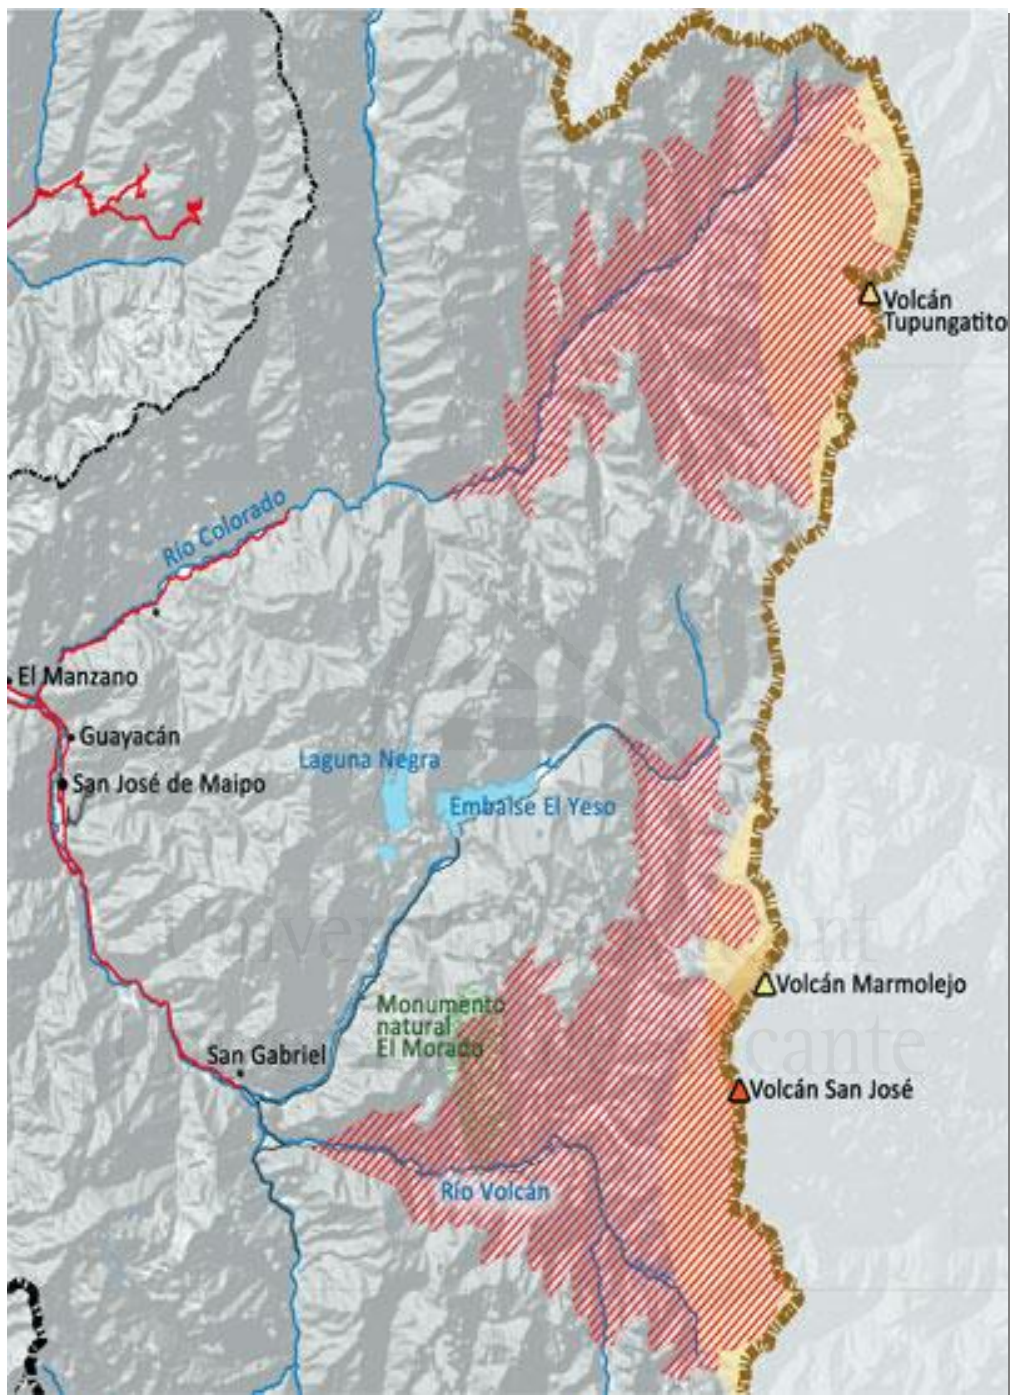 Volcán
Tupungatito
Río Colorado
El Manzano
Guayacán
Laguna Negra
San José de Maipo
Embalse El Yeso
Volcán Marmolejo
Monumento
natural
El Morado
San Gabriel
Volcán San José
Río Volcán